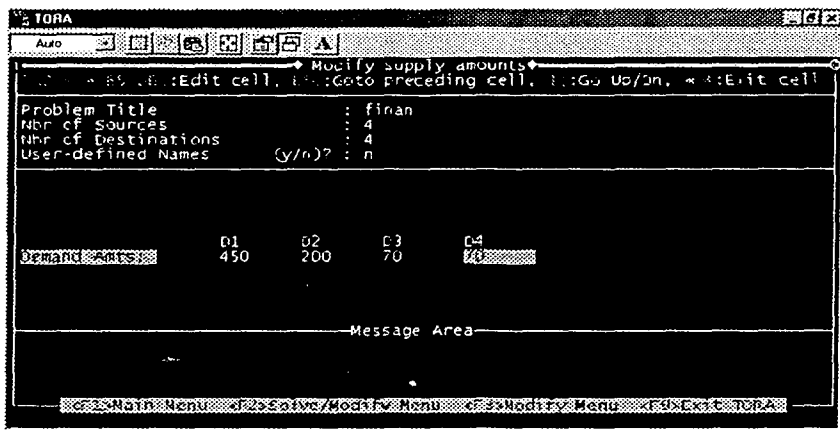 TORA
Auto A
Modify supply amounts
BS :Edit cell, :Goto preceding cell, :Go Up/Dn, :Exit cell
Problem Title : finan
Nbr of Sources : 4
Nbr of Destinations : 4
User-defined Names (y/n)? : n
D1 D2 D3 D4
Demand Amts: 450 200 70 70
Message Area
Main Menu Solve/Modify Menu Modify Menu Exit TORA